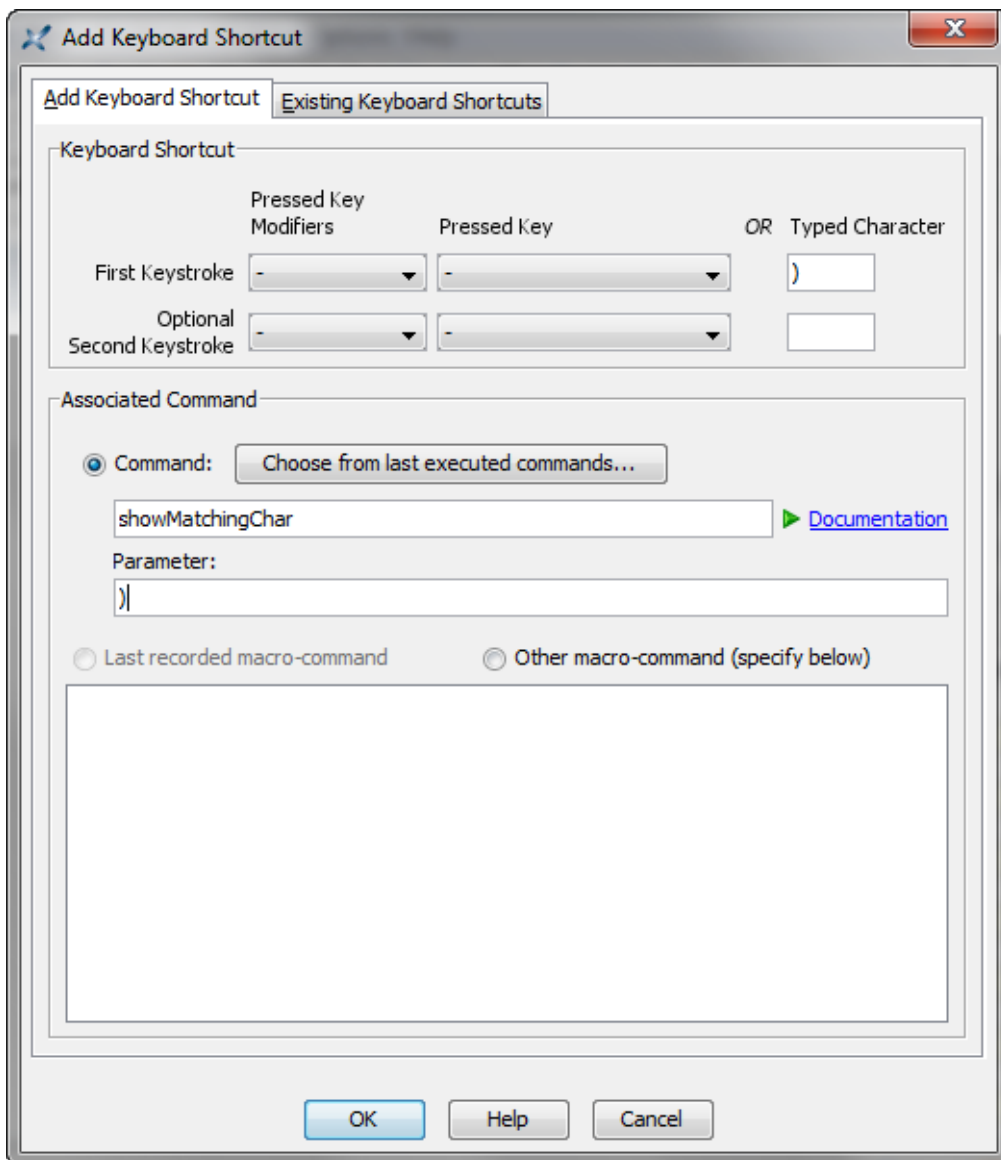 Add Keyboard Shortcut
Add Keyboard Shortcut Existing Keyboard Shortcuts
Keyboard Shortcut
Pressed Key
Modifiers Pressed Key OR Typed Character
First Keystroke - - )
Optional
Second Keystroke - -
Associated Command
Command: Choose from last executed commands...
showMatchingChar Documentation
Parameter:
)
Last recorded macro-command Other macro-command (specify below)
OK Help Cancel